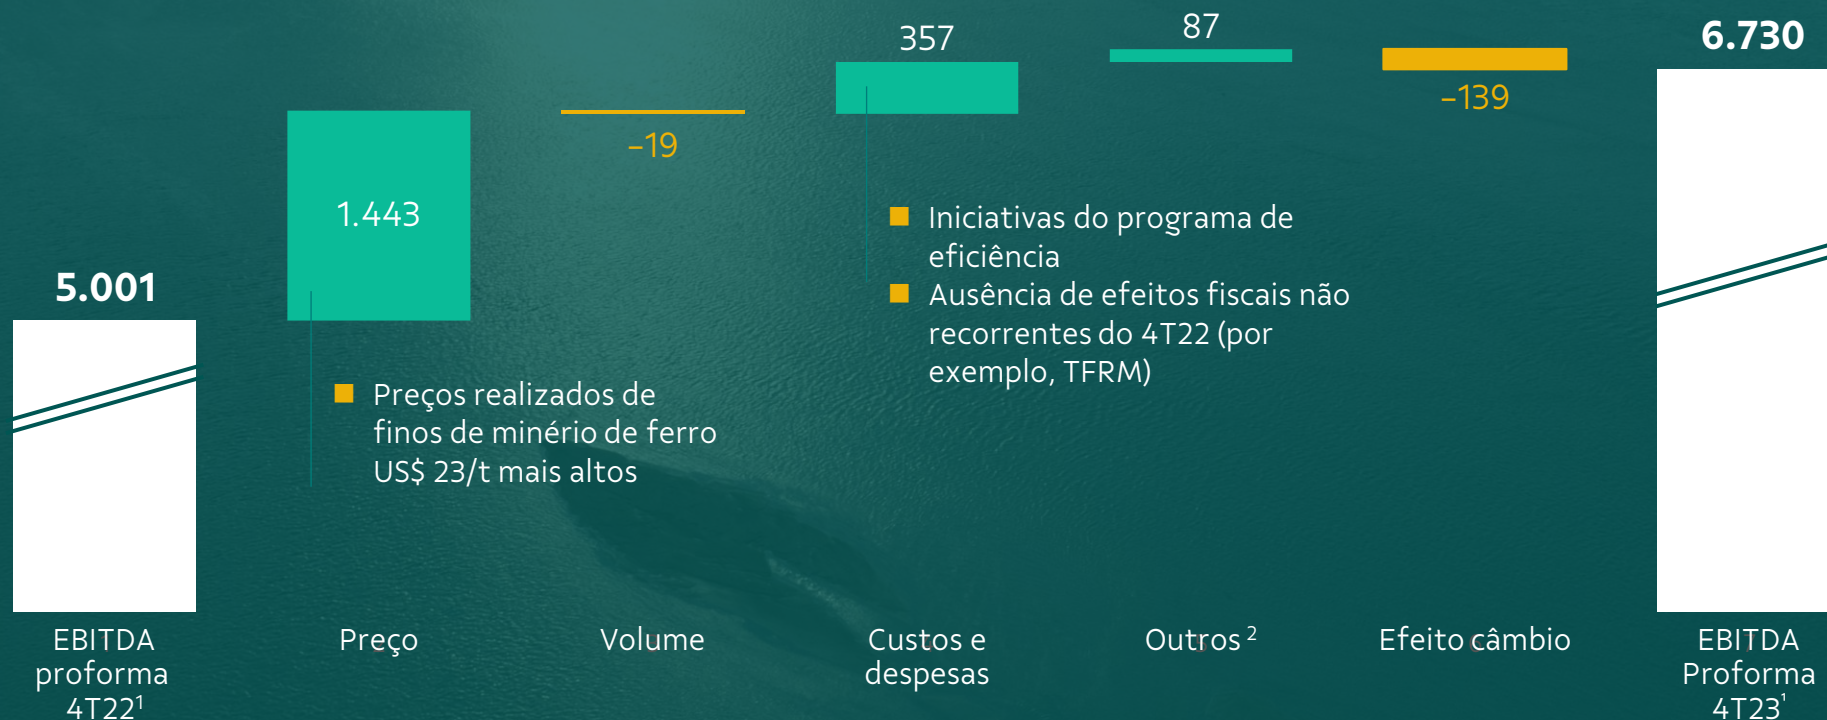 357
87
6.730
-139
-19
1.443
5.001
Iniciativas do programa de
eficiência
Ausência de efeitos fiscais não
recorrentes do 4T22 (por
exemplo, TFRM)
Preços realizados de
finos de minério de ferro
US$ 23/t mais altos
EBITDA
proforma
4T22¹
Preço
Volume
Custos e
despesas
Outros ²
Efeito câmbio
EBITDA
Proforma
4T23¹